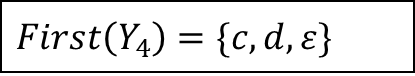 First(Y₄) = {c, d, ε}